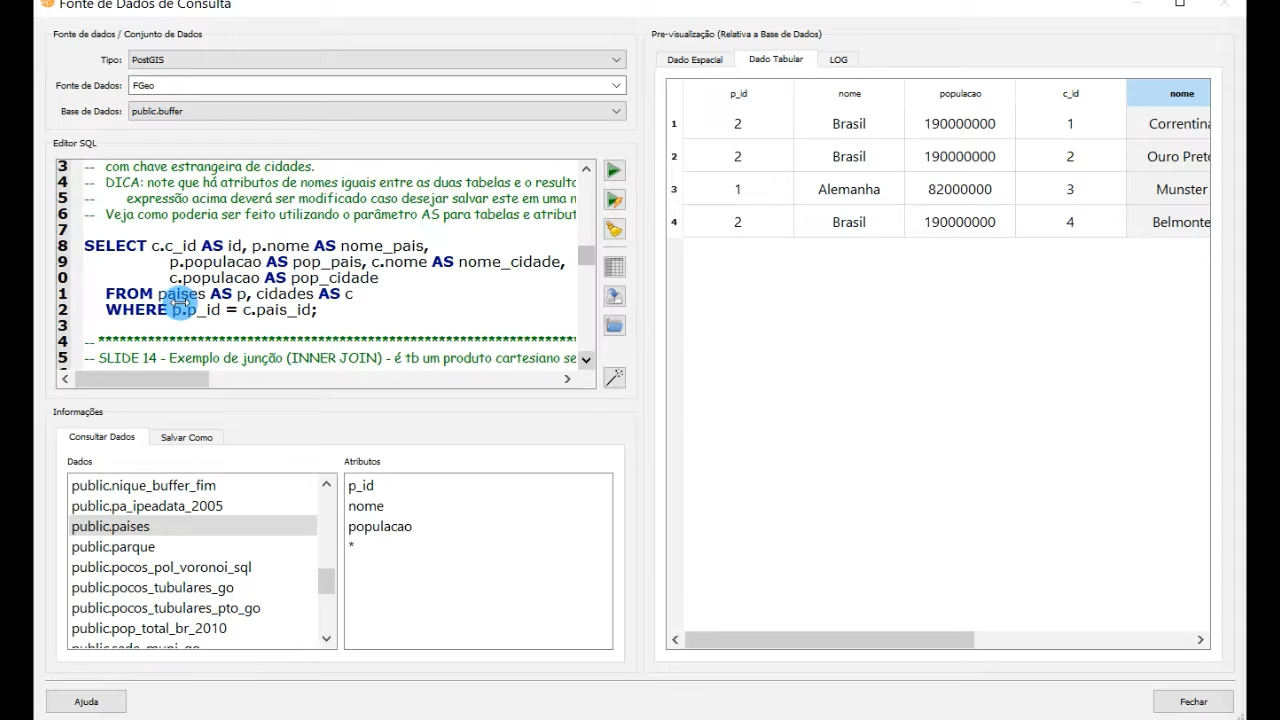 Fonte de Dados de Consulta
Fonte de dados / Conjunto de Dados
Tipo: PostGIS
Fonte de Dados: FGeo
Base de Dados: public.buffer
Editor SQL
3 -- com chave estrangeira de cidades.
4 -- DICA: note que há atributos de nomes iguais entre as duas tabelas e o result
5 -- expressão acima deverá ser modificado caso desejar salvar este em uma
6 -- Veja como poderia ser feito utilizando o parâmetro AS para tabelas e atribut
7
8 SELECT c.c_id AS id, p.nome AS nome_pais,
9 p.populacao AS pop_pais, c.nome AS nome_cidade,
0 c.populacao AS pop_cidade
1 FROM paises AS p, cidades AS c
2 WHERE p.p_id = c.pais_id;
3
4 -- ******************************************************************
5 -- SLIDE 14 - Exemplo de junção (INNER JOIN) - é tb um produto cartesiano se
Informações
Consultar Dados Salvar Como
Dados Atributos
public.nique_buffer_fim
public.pa_ipeadata_2005
public.paises
public.parque
public.pocos_pol_voronoi_sql
public.pocos_tubulares_go
public.pocos_tubulares_pto_go
public.pop_total_br_2010
p_id
nome
populacao
*
Pre-visualização (Relativa a Base de Dados)
Dado Espacial Dado Tabular LOG
p_id nome populacao c_id nome
1 2 Brasil 190000000 1 Correntina
2 2 Brasil 190000000 2 Ouro Preto
3 1 Alemanha 82000000 3 Munster
4 2 Brasil 190000000 4 Belmonte
Ajuda
Fechar